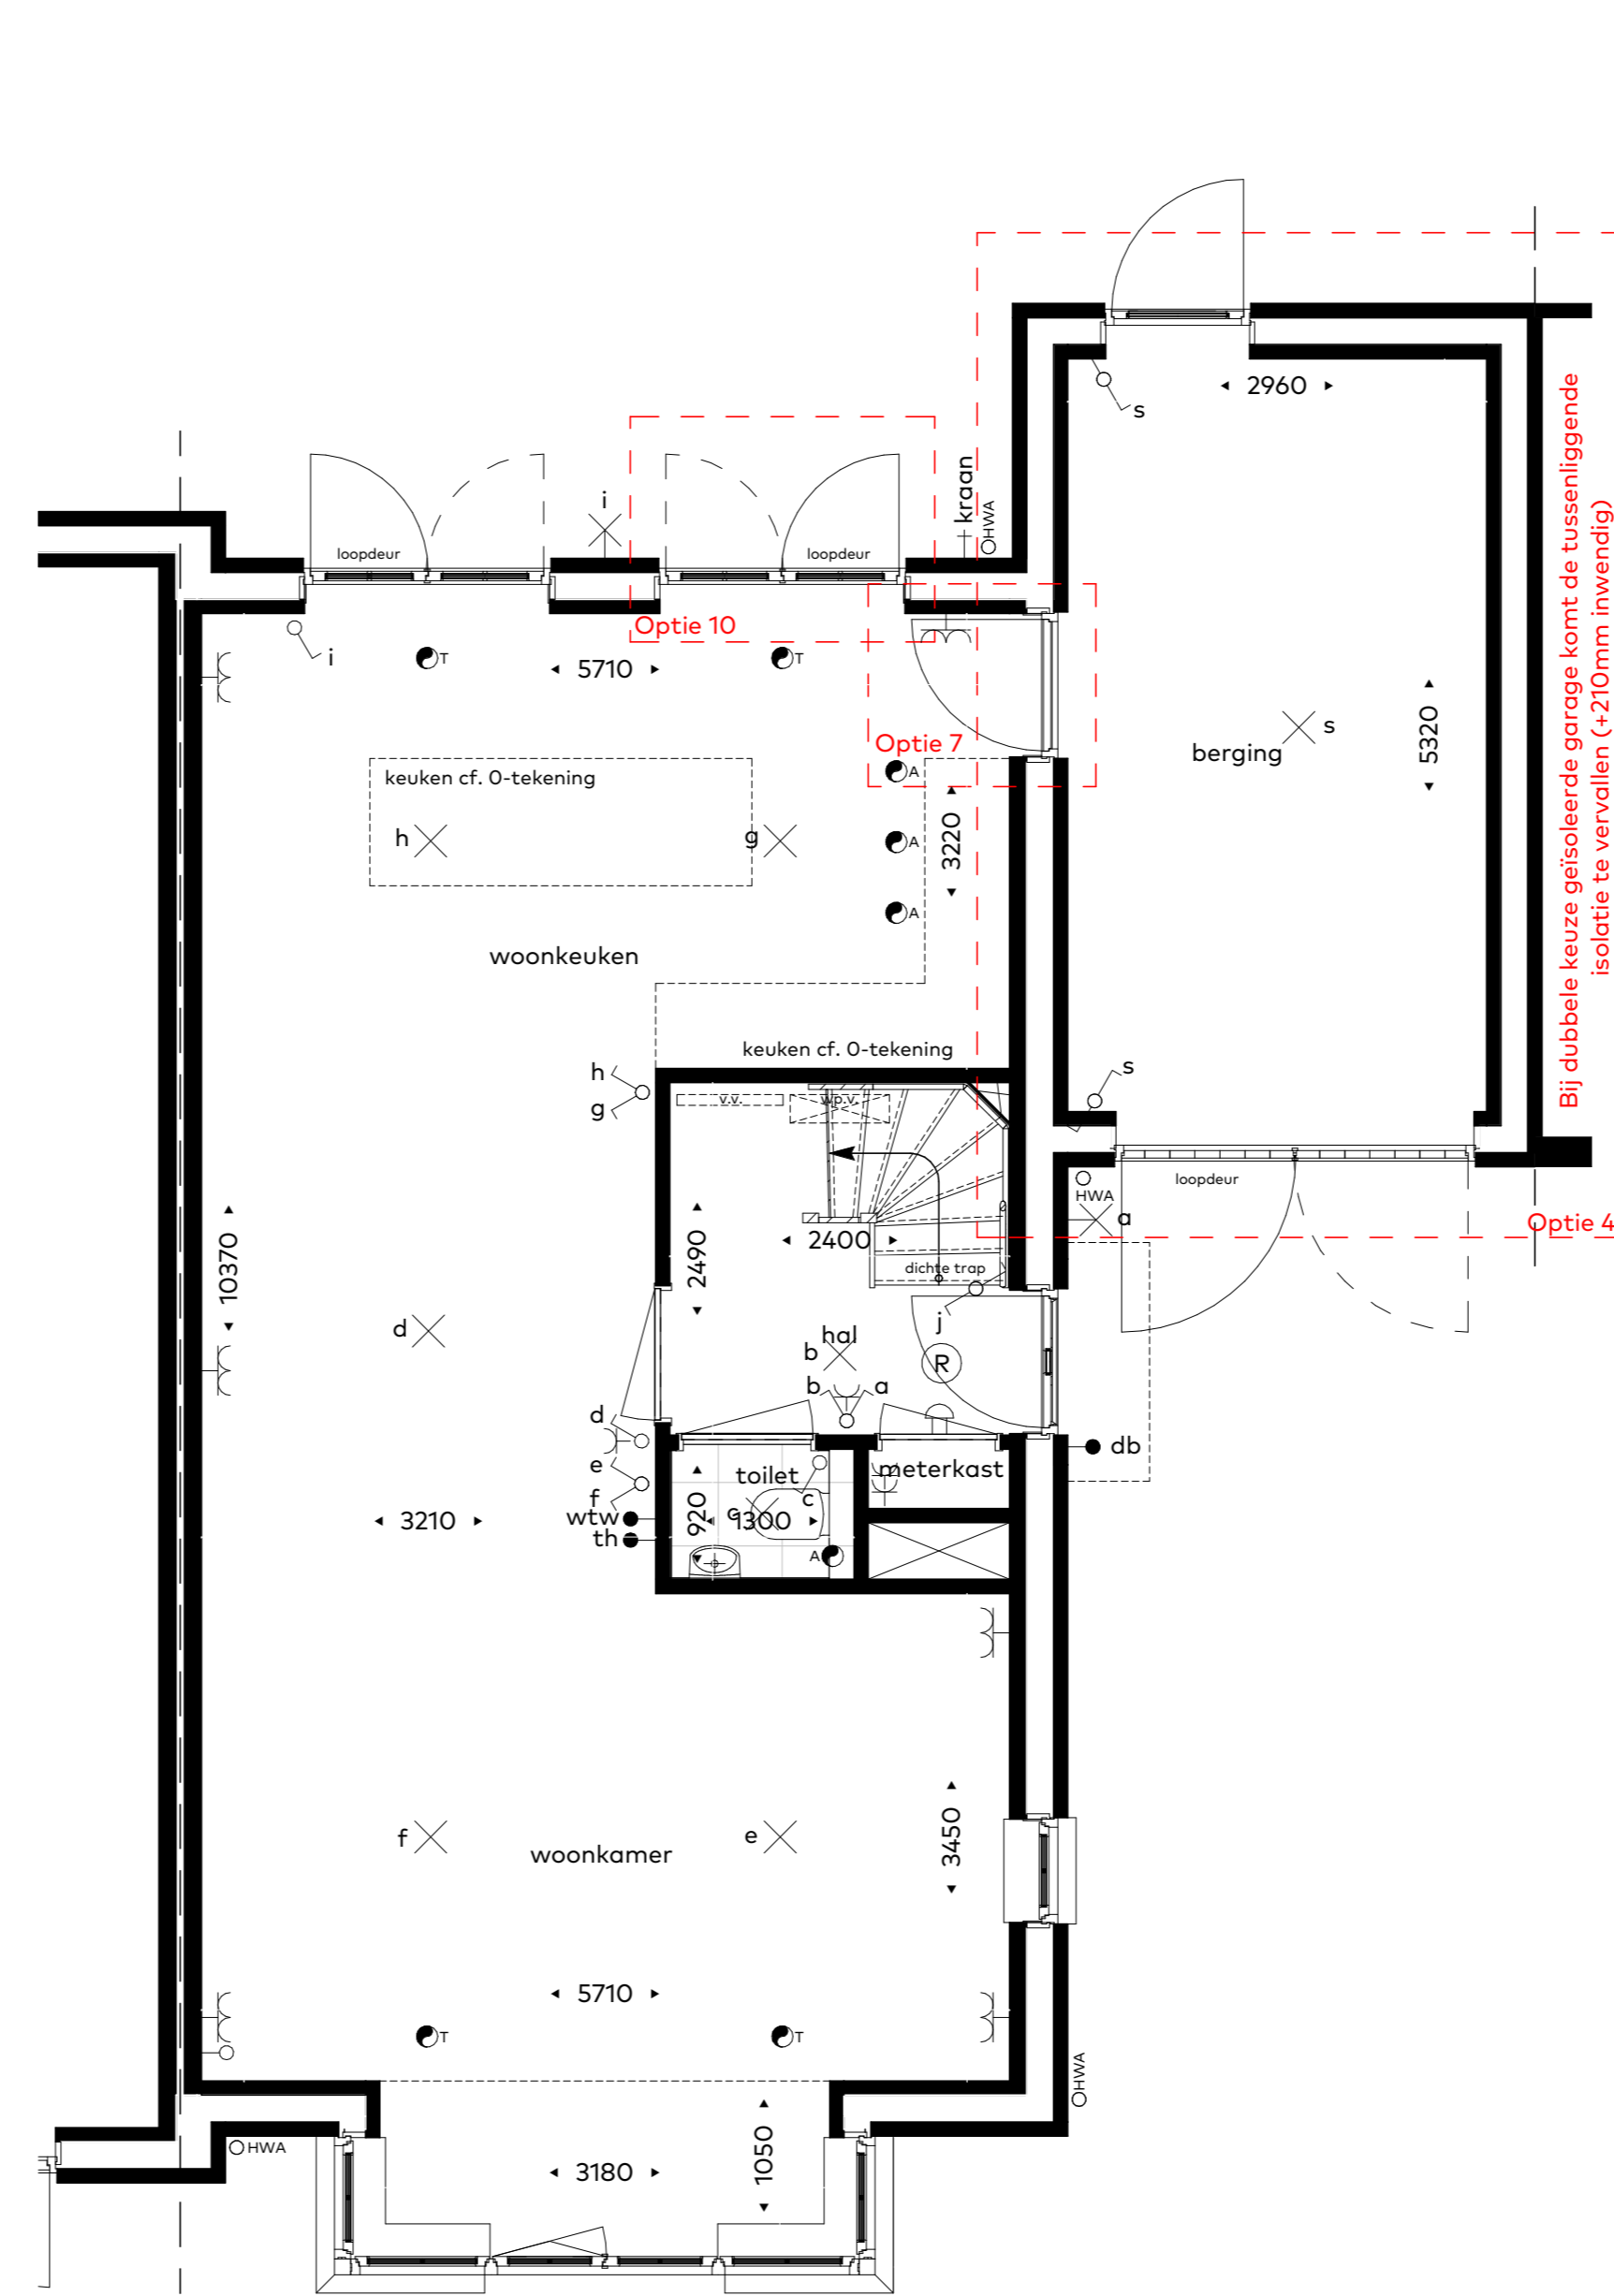 2960
s
Bij dubbele keuze geïsoleerde garage komt de tussenliggende
isolatie te vervallen (+210mm inwendig)
kraan
HWA
i
loopdeur
loopdeur
Optie 10
i
T
5710
T
s
berging
5320
Optie 7
A
keuken cf. 0-tekening
h
g
A
3220
A
woonkeuken
keuken cf. 0-tekening
h
g
s
v.v.
wp.v.
loopdeur
HWA
a
Optie 4
10370
2490
2400
dichte trap
j
d
hal
b
R
b
a
d
db
e
toilet
meterkast
f
c
c
wtw
920
1300
3210
th
A
f
woonkamer
e
3450
5710
T
T
HWA
HWA
1050
3180